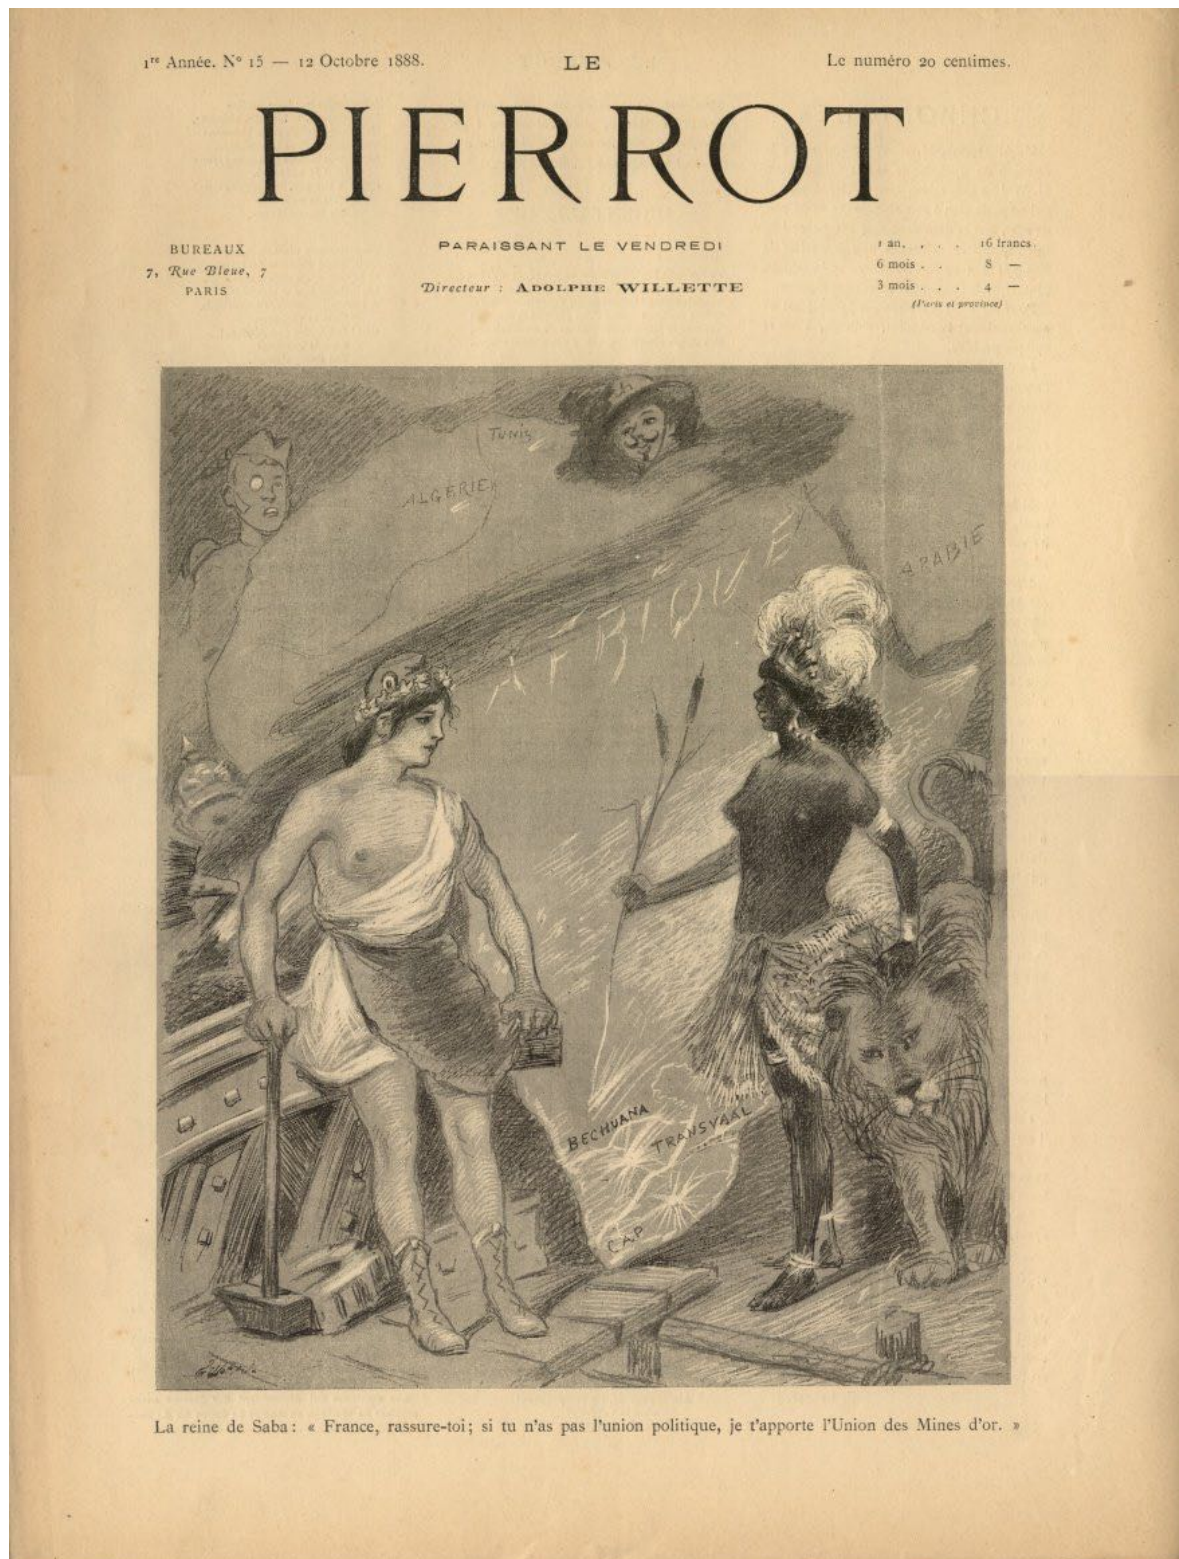 1re Année. N° 15 — 12 Octobre 1888.
LE
Le numéro 20 centimes.
PIERROT
BUREAUX
7, Rue Bleue, 7
PARIS
PARAISSANT LE VENDREDI
Directeur : ADOLPHE WILLETTE
1 an. . . . 16 francs.
6 mois . . 8 —
3 mois . . . 4 —
(Paris et province)
TUNIS
ALGERIE
ARABIE
AFRIQUE
BECHUANA
TRANSVAAL
CAP
La reine de Saba : « France, rassure-toi ; si tu n'as pas l'union politique, je t'apporte l'Union des Mines d'or. »